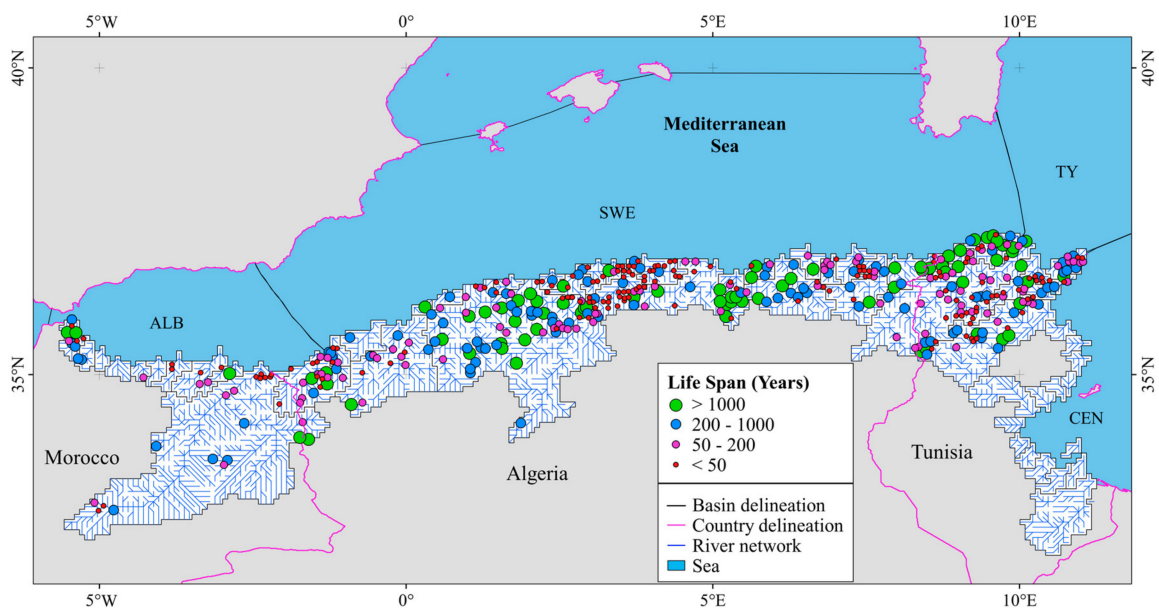 5°W 0° 5°E 10°E
40°N 40°N
Mediterranean
Sea
TY
SWE
ALB
35°N 35°N
Life Span (Years)
> 1000
200 - 1000
50 - 200
< 50
CEN
Morocco
Algeria
Tunisia
Basin delineation
Country delineation
River network
Sea
5°W 0° 5°E 10°E